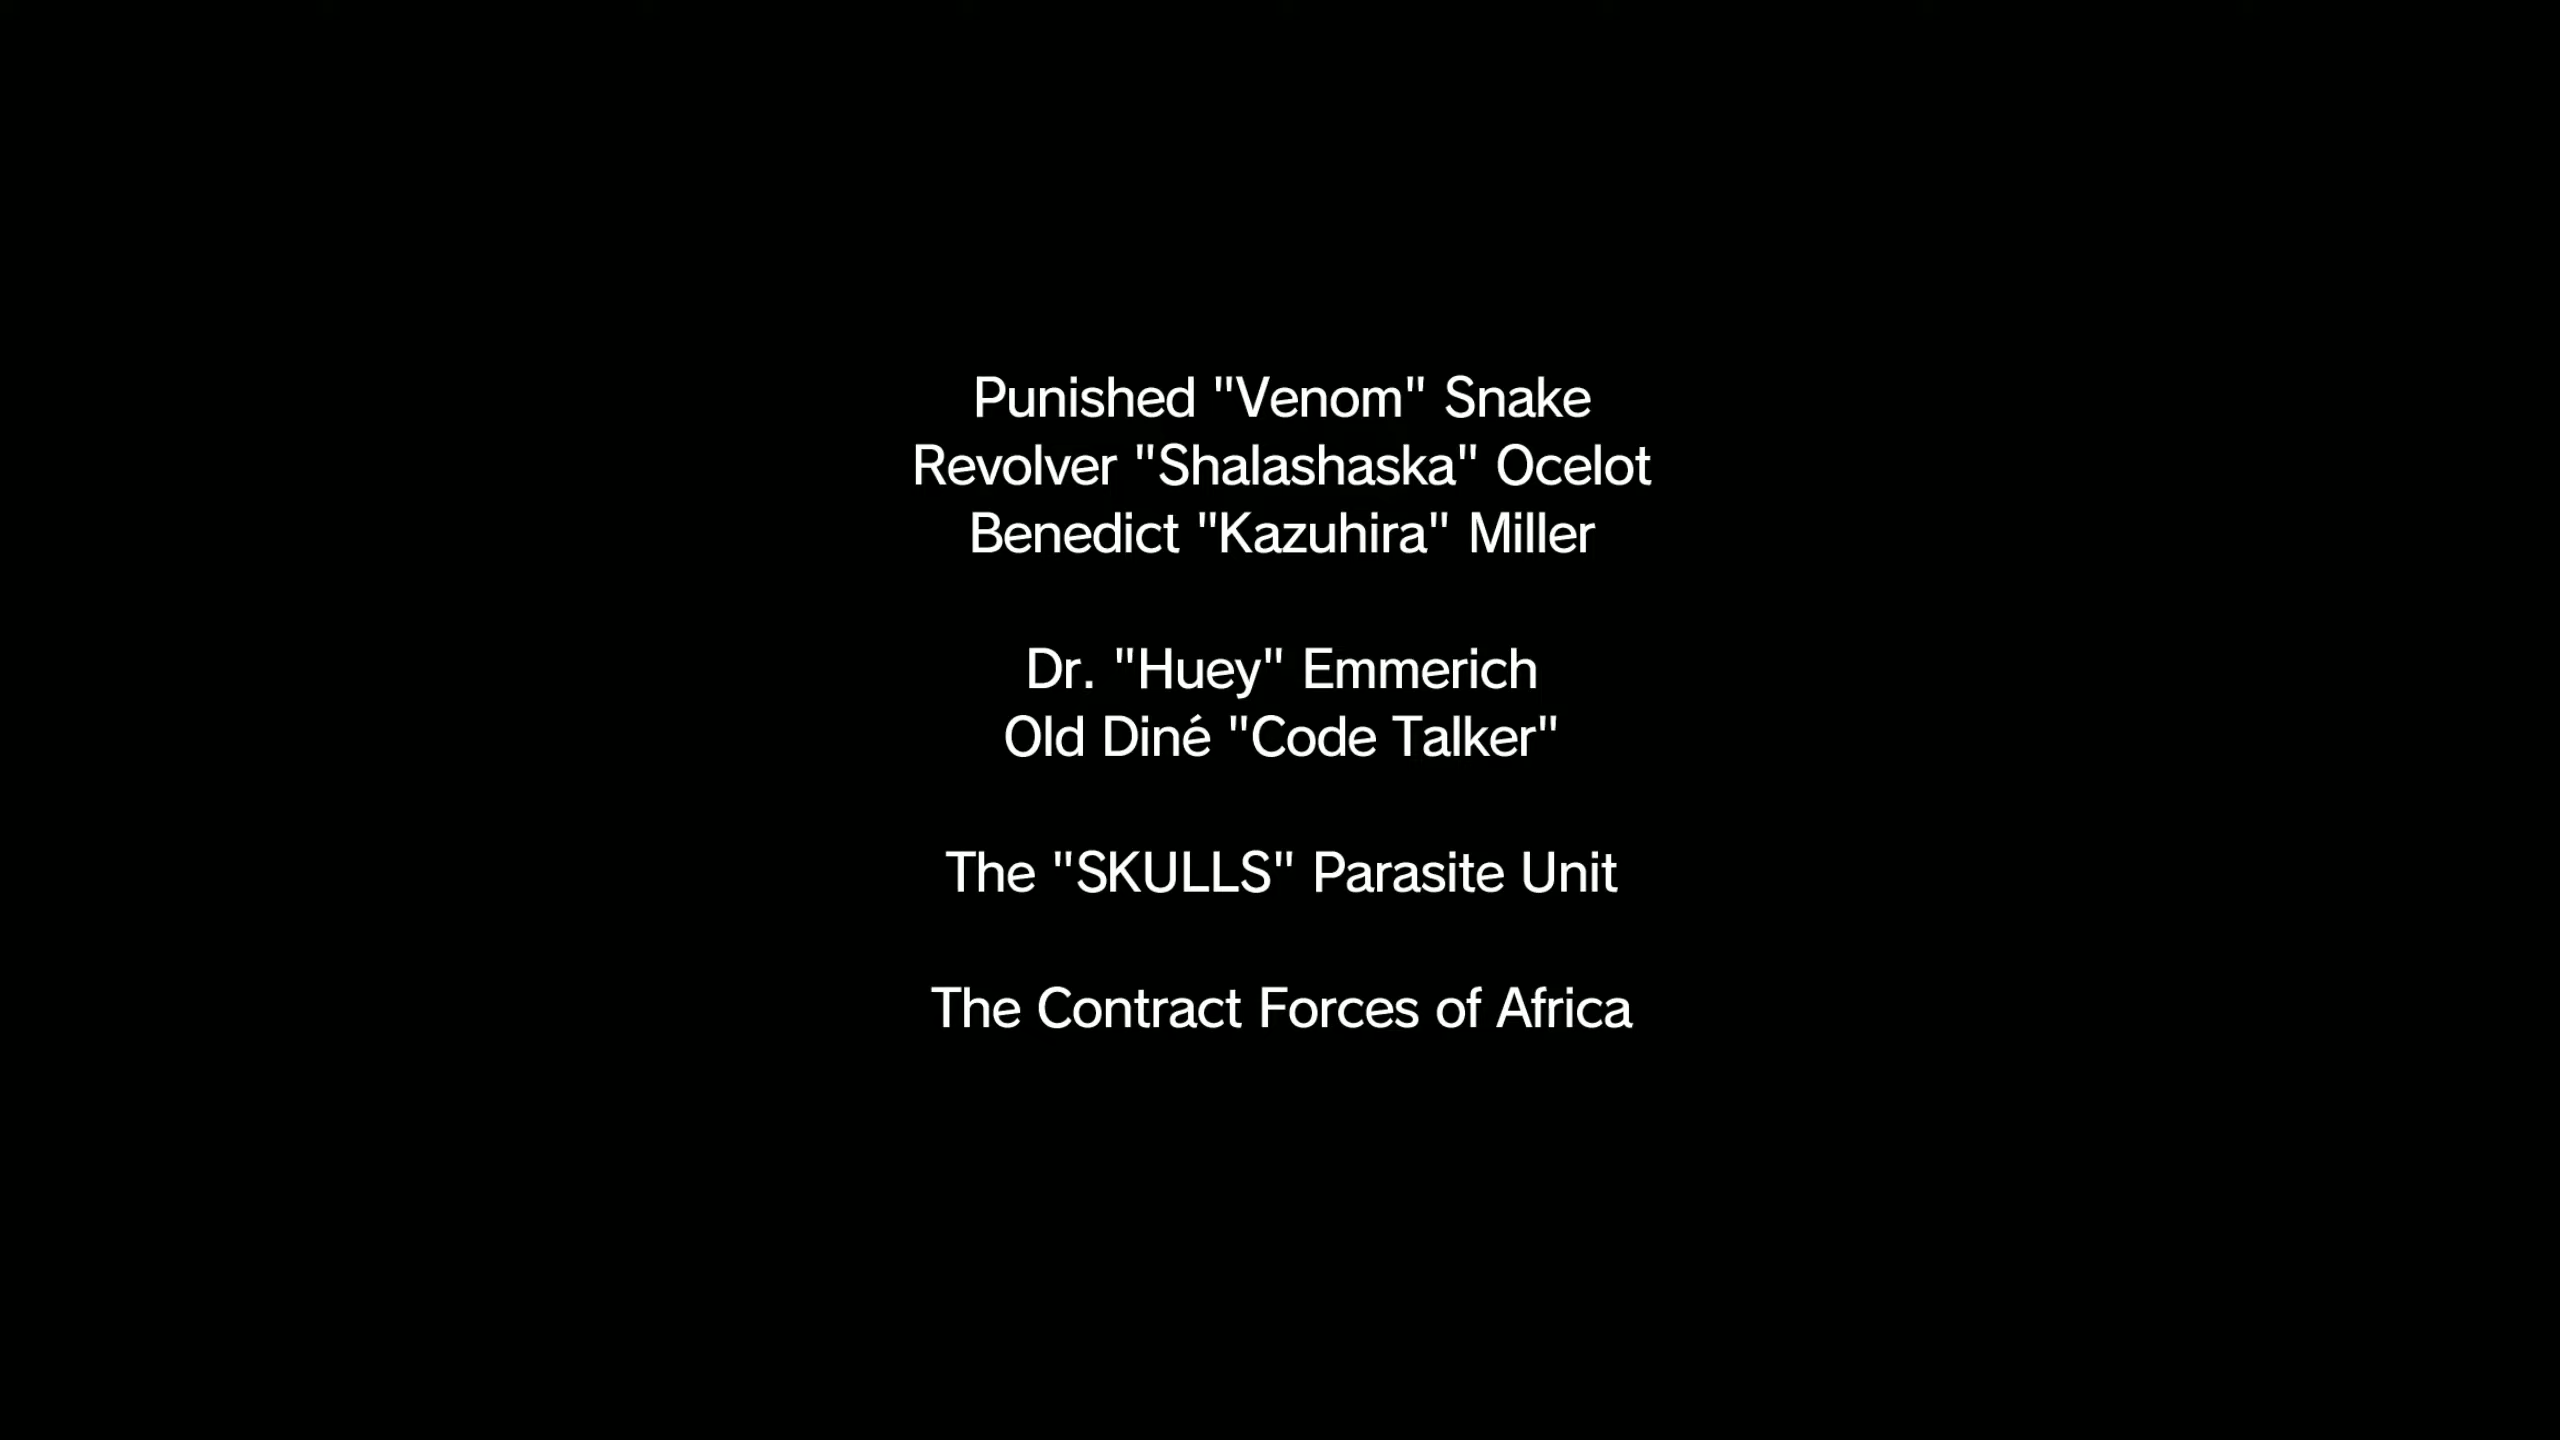 Punished "Venom" Snake
Revolver "Shalashaska" Ocelot
Benedict "Kazuhira" Miller
Dr. "Huey" Emmerich
Old Diné "Code Talker"
The "SKULLS" Parasite Unit
The Contract Forces of Africa